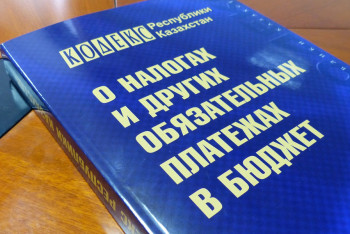 КОДЕКС Республики
Казахстан
О НАЛОГАХ
И ДРУГИХ
ОБЯЗАТЕЛЬНЫХ
ПЛАТЕЖАХ
В БЮДЖЕТ